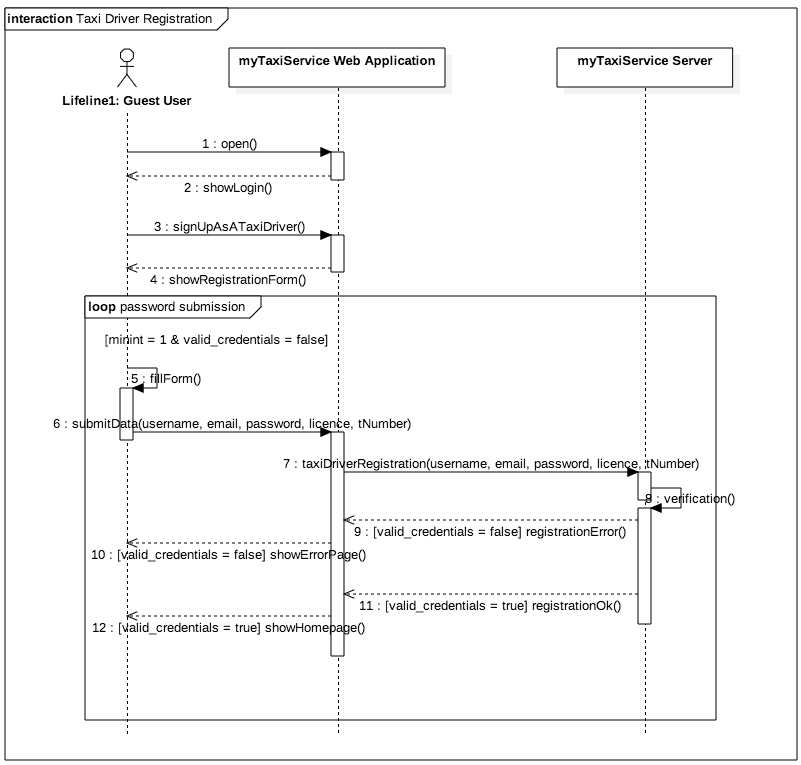 interaction Taxi Driver Registration
myTaxiService Web Application
myTaxiService Server
Lifeline1: Guest User
1 : open()
2 : showLogin()
3 : signUpAsATaxiDriver()
4 : showRegistrationForm()
loop password submission
[minint = 1 & valid_credentials = false]
5 : fillForm()
6 : submitData(username, email, password, licence, tNumber)
7 : taxiDriverRegistration(username, email, password, licence, tNumber)
8 : verification()
9 : [valid_credentials = false] registrationError()
10 : [valid_credentials = false] showErrorPage()
11 : [valid_credentials = true] registrationOk()
12 : [valid_credentials = true] showHomepage()